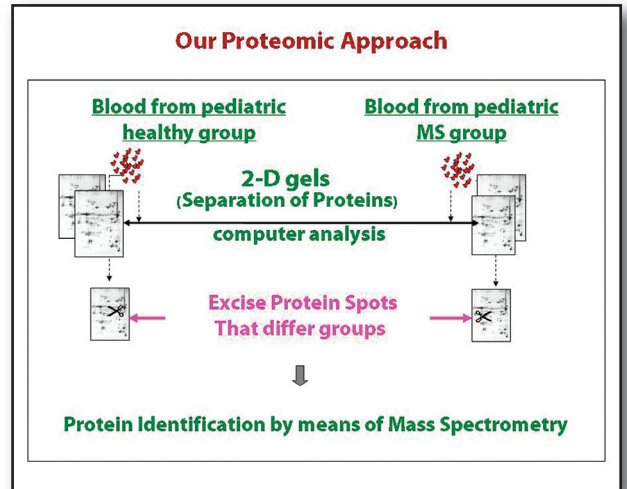 Our Proteomic Approach
Blood from pediatric
healthy group
Blood from pediatric
MS group
2-D gels
(Separation of Proteins)
computer analysis
Excise Protein Spots
That differ groups
Protein Identification by means of Mass Spectrometry